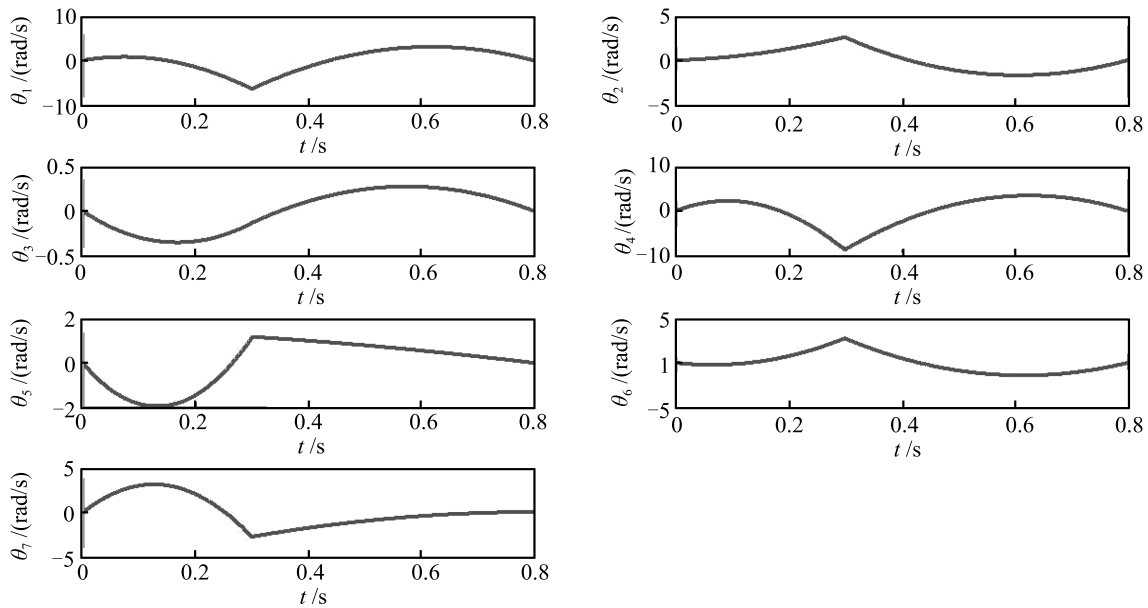 10
0
−10
θ₁ /(rad/s)
0 0.2 0.4 0.6 0.8
t /s
5
0
−5
θ₂ /(rad/s)
0 0.2 0.4 0.6 0.8
t /s
0.5
0
−0.5
θ₃ /(rad/s)
0 0.2 0.4 0.6 0.8
t /s
10
0
−10
θ₄ /(rad/s)
0 0.2 0.4 0.6 0.8
t /s
2
0
−2
θ₅ /(rad/s)
0 0.2 0.4 0.6 0.8
t /s
5
1
−5
θ₆ /(rad/s)
0 0.2 0.4 0.6 0.8
t /s
5
0
−5
θ₇ /(rad/s)
0 0.2 0.4 0.6 0.8
t /s